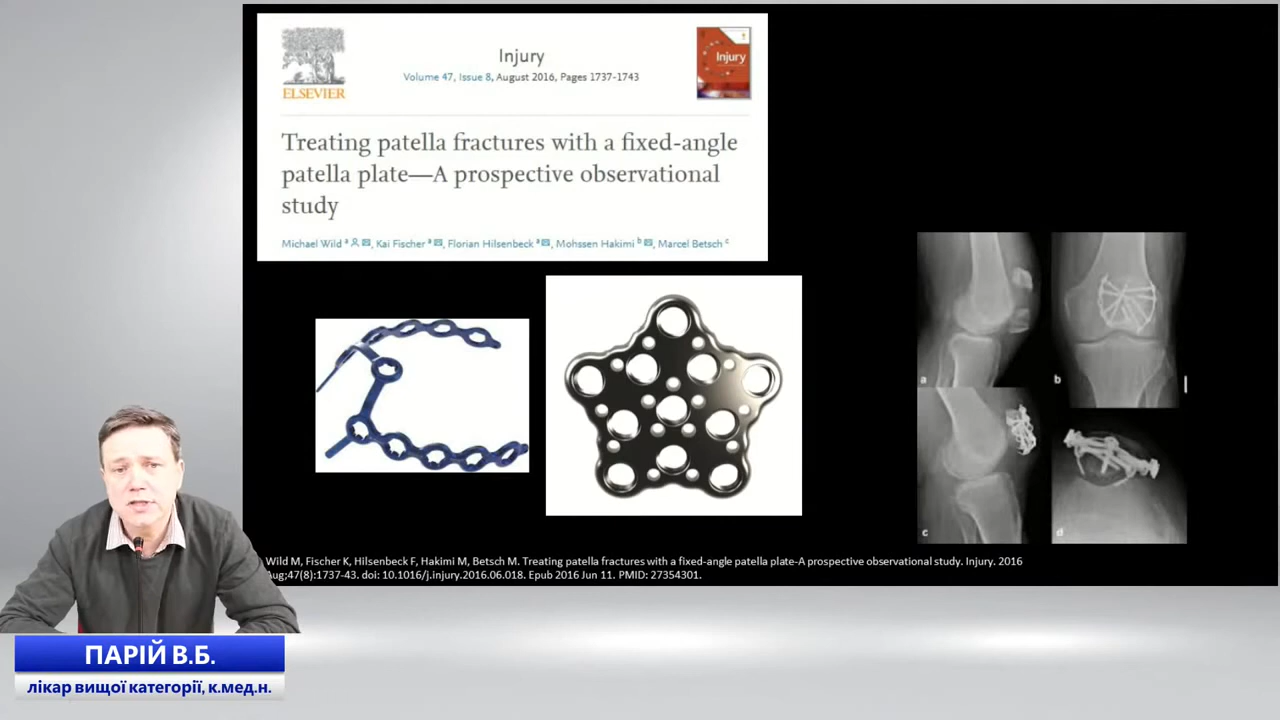 ELSEVIER
Injury
Volume 47, Issue 8, August 2016, Pages 1737-1743
Injury
Treating patella fractures with a fixed-angle
patella plate—A prospective observational
study
Michael Wild ᵃ, Kai Fischer ᵃ, Florian Hilsenbeck ᵃ, Mohssen Hakimi ᵇ, Marcel Betsch ᶜ
a
b
c
d
Wild M, Fischer K, Hilsenbeck F, Hakimi M, Betsch M. Treating patella fractures with a fixed-angle patella plate-A prospective observational study. Injury. 2016
Aug;47(8):1737-43. doi: 10.1016/j.injury.2016.06.018. Epub 2016 Jun 11. PMID: 27354301.
ПАРІЙ В.Б.
лікар вищої категорії, к.мед.н.